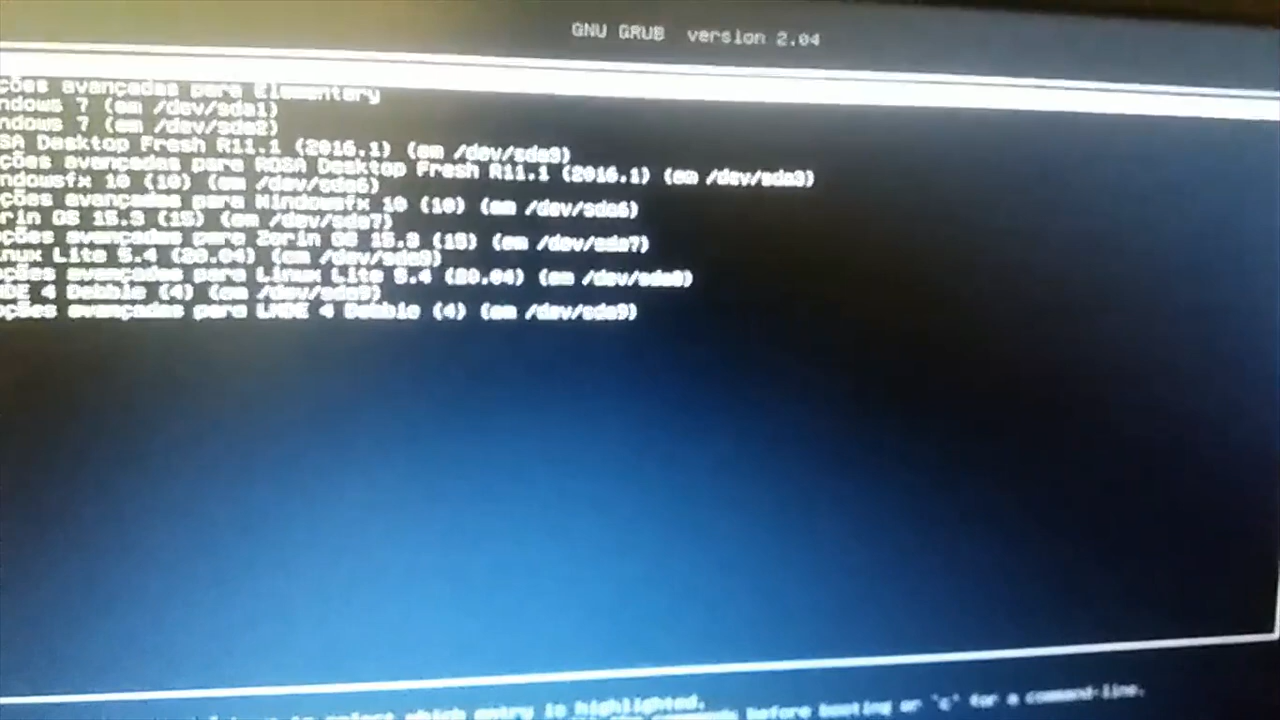 GNU GRUB version 2.04
ções avançadas para Elementary
ndows 7 (em /dev/sda1)
ndows 7 (em /dev/sda2)
SA Desktop Fresh R11.1 (2016.1) (em /dev/sda3)
ções avançadas para ROSA Desktop Fresh R11.1 (2016.1) (em /dev/sda3)
ndowsfx 10 (10) (em /dev/sda6)
ções avançadas para Windowsfx 10 (10) (em /dev/sda6)
rin OS 15.3 (15) (em /dev/sda7)
ções avançadas para Zorin OS 15.3 (15) (em /dev/sda7)
nux Lite 5.4 (20.04) (em
ções avançadas para Linux Lite 5.4 (20.04) (em
DE 4 Debbie (4) (em /dev/sda9)
pções avançadas para LMDE 4 Debbie (4) (em /dev/sda9)
to select which entry is highlighted.
commands before booting or `c' for a command-line.